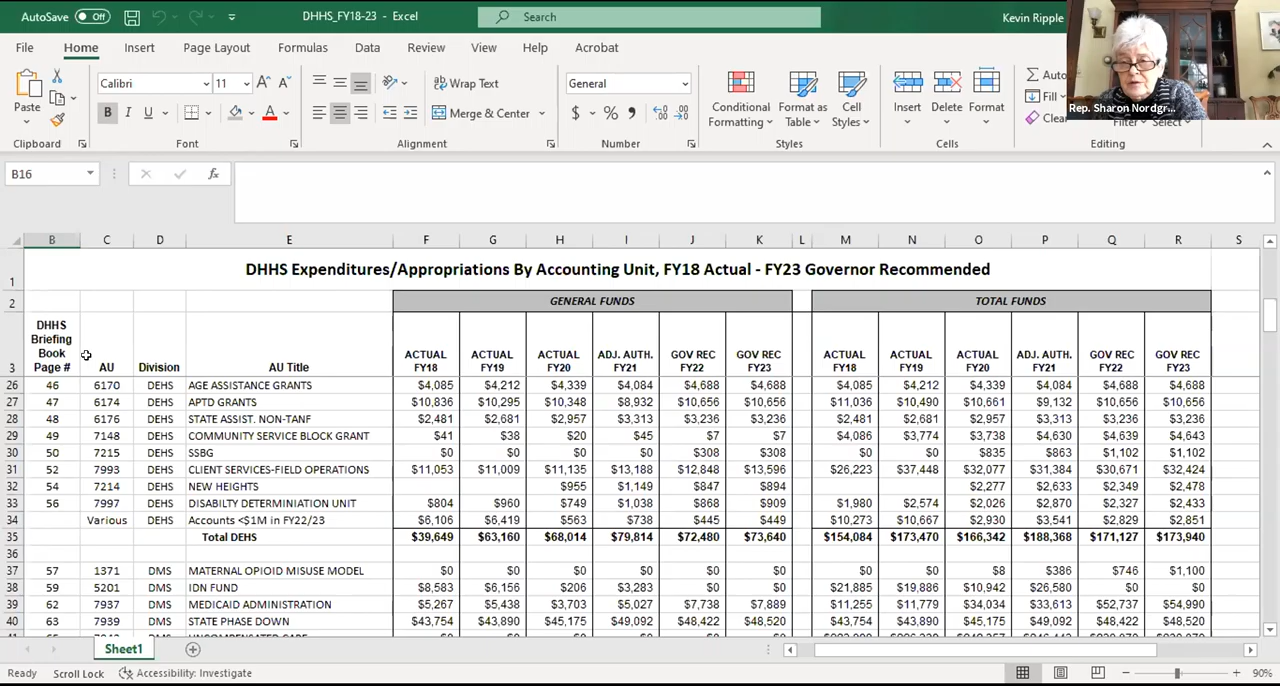 AutoSave Off DHHS_FY18-23 - Excel Search Kevin Ripple
File Home Insert Page Layout Formulas Data Review View Help Acrobat
Paste Calibri 11 Wrap Text General Conditional Format as Cell Insert Delete Format
B I U Merge & Center $ % Formatting Table Styles Fill
Rep. Sharon Nordgr...
Clipboard Font Alignment Number Styles Cells Editing
B16 fx
B C D E F G H I J K L M N O P Q R S
1 DHHS Expenditures/Appropriations By Accounting Unit, FY18 Actual - FY23 Governor Recommended
2 GENERAL FUNDS TOTAL FUNDS
3 DHHS Briefing Book Page # AU Division AU Title ACTUAL FY18 ACTUAL FY19 ACTUAL FY20 ADJ. AUTH. FY21 GOV REC FY22 GOV REC FY23 ACTUAL FY18 ACTUAL FY19 ACTUAL FY20 ADJ. AUTH. FY21 GOV REC FY22 GOV REC FY23
26 46 6170 DEHS AGE ASSISTANCE GRANTS $4,085 $4,212 $4,339 $4,084 $4,688 $4,688 $4,085 $4,212 $4,339 $4,084 $4,688 $4,688
27 47 6174 DEHS APTD GRANTS $10,836 $10,295 $10,348 $8,932 $10,656 $10,656 $11,036 $10,490 $10,661 $9,132 $10,656 $10,656
28 48 6176 DEHS STATE ASSIST. NON-TANF $2,481 $2,681 $2,957 $3,313 $3,236 $3,236 $2,481 $2,681 $2,957 $3,313 $3,236 $3,236
29 49 7148 DEHS COMMUNITY SERVICE BLOCK GRANT $41 $38 $20 $45 $7 $7 $4,086 $3,774 $3,738 $4,630 $4,639 $4,643
30 50 7215 DEHS SSBG $0 $0 $0 $0 $308 $308 $0 $0 $835 $863 $1,102 $1,102
31 52 7993 DEHS CLIENT SERVICES-FIELD OPERATIONS $11,053 $11,009 $11,135 $13,188 $12,848 $13,596 $26,223 $37,448 $32,077 $31,384 $30,671 $32,424
32 54 7214 DEHS NEW HEIGHTS $955 $1,149 $847 $894 $2,277 $2,633 $2,349 $2,478
33 56 7997 DEHS DISABILTY DETERMINIATION UNIT $804 $960 $749 $1,038 $868 $909 $1,980 $2,574 $2,026 $2,870 $2,327 $2,433
34 Various DEHS Accounts <$1M in FY22/23 $6,106 $6,419 $563 $738 $445 $449 $10,273 $10,667 $2,930 $3,541 $2,829 $2,851
35 Total DEHS $39,649 $63,160 $68,014 $79,814 $72,480 $73,640 $154,084 $173,470 $166,342 $188,368 $171,127 $173,940
36
37 57 1371 DMS MATERNAL OPIOID MISUSE MODEL $0 $0 $0 $0 $0 $0 $0 $0 $8 $386 $746 $1,100
38 59 5201 DMS IDN FUND $8,583 $6,156 $206 $3,283 $0 $0 $21,885 $19,886 $10,942 $26,580 $0 $0
39 62 7937 DMS MEDICAID ADMINISTRATION $5,267 $5,438 $3,703 $5,027 $7,738 $7,889 $11,255 $11,779 $34,034 $33,613 $52,737 $54,990
40 63 7939 DMS STATE PHASE DOWN $43,754 $43,890 $45,175 $49,092 $48,422 $48,520 $43,754 $43,890 $45,175 $49,092 $48,422 $48,520
Sheet1
Ready Scroll Lock Accessibility: Investigate 90%